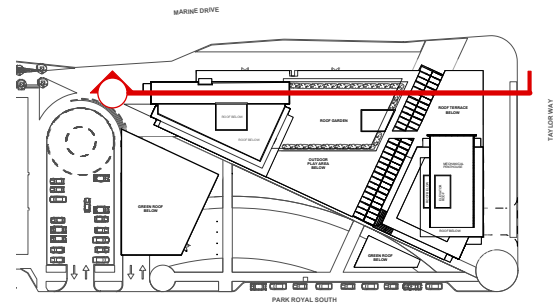 MARINE DRIVE
TAYLOR WAY
ROOF TERRACE
BELOW
ROOF BELOW
ROOF GARDEN
ROOF BELOW
OUTDOOR
PLAY AREA
BELOW
MECHANICAL
PENTHOUSE
GREEN ROOF
BELOW
ROOF BELOW
GREEN ROOF
BELOW
PARK ROYAL SOUTH